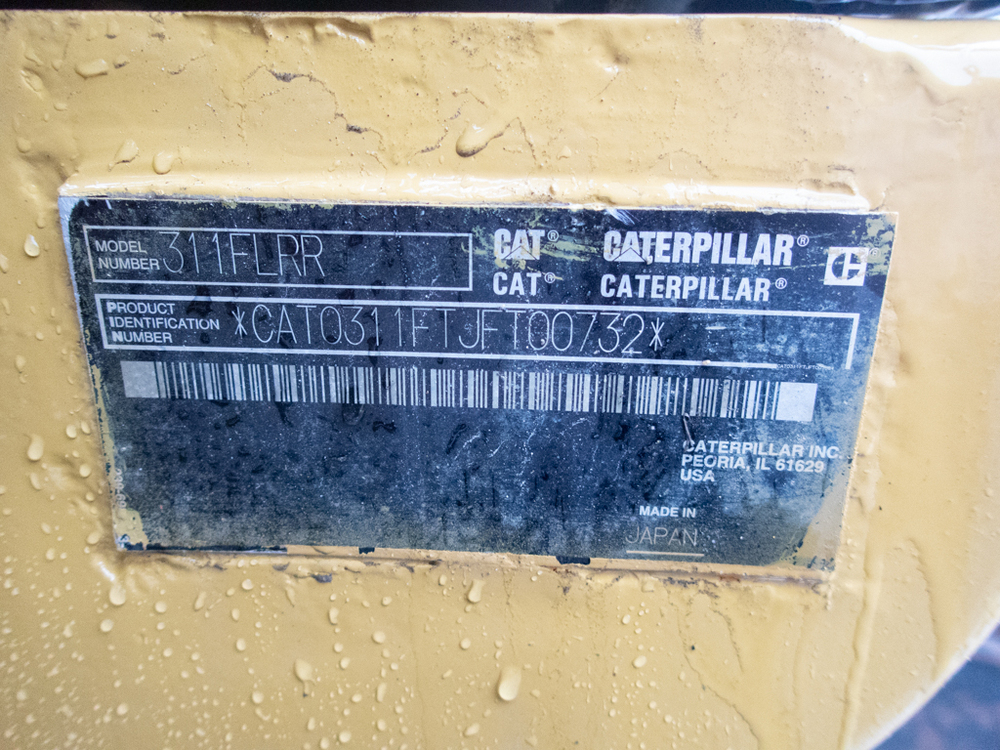 MODEL
NUMBER 311FLRR
CAT® CATERPILLAR®
CAT® CATERPILLAR®
PRODUCT
IDENTIFICATION
NUMBER
*CAT0311FTJFT00732*
CATERPILLAR INC.
PEORIA, IL 61629
USA
MADE IN
JAPAN